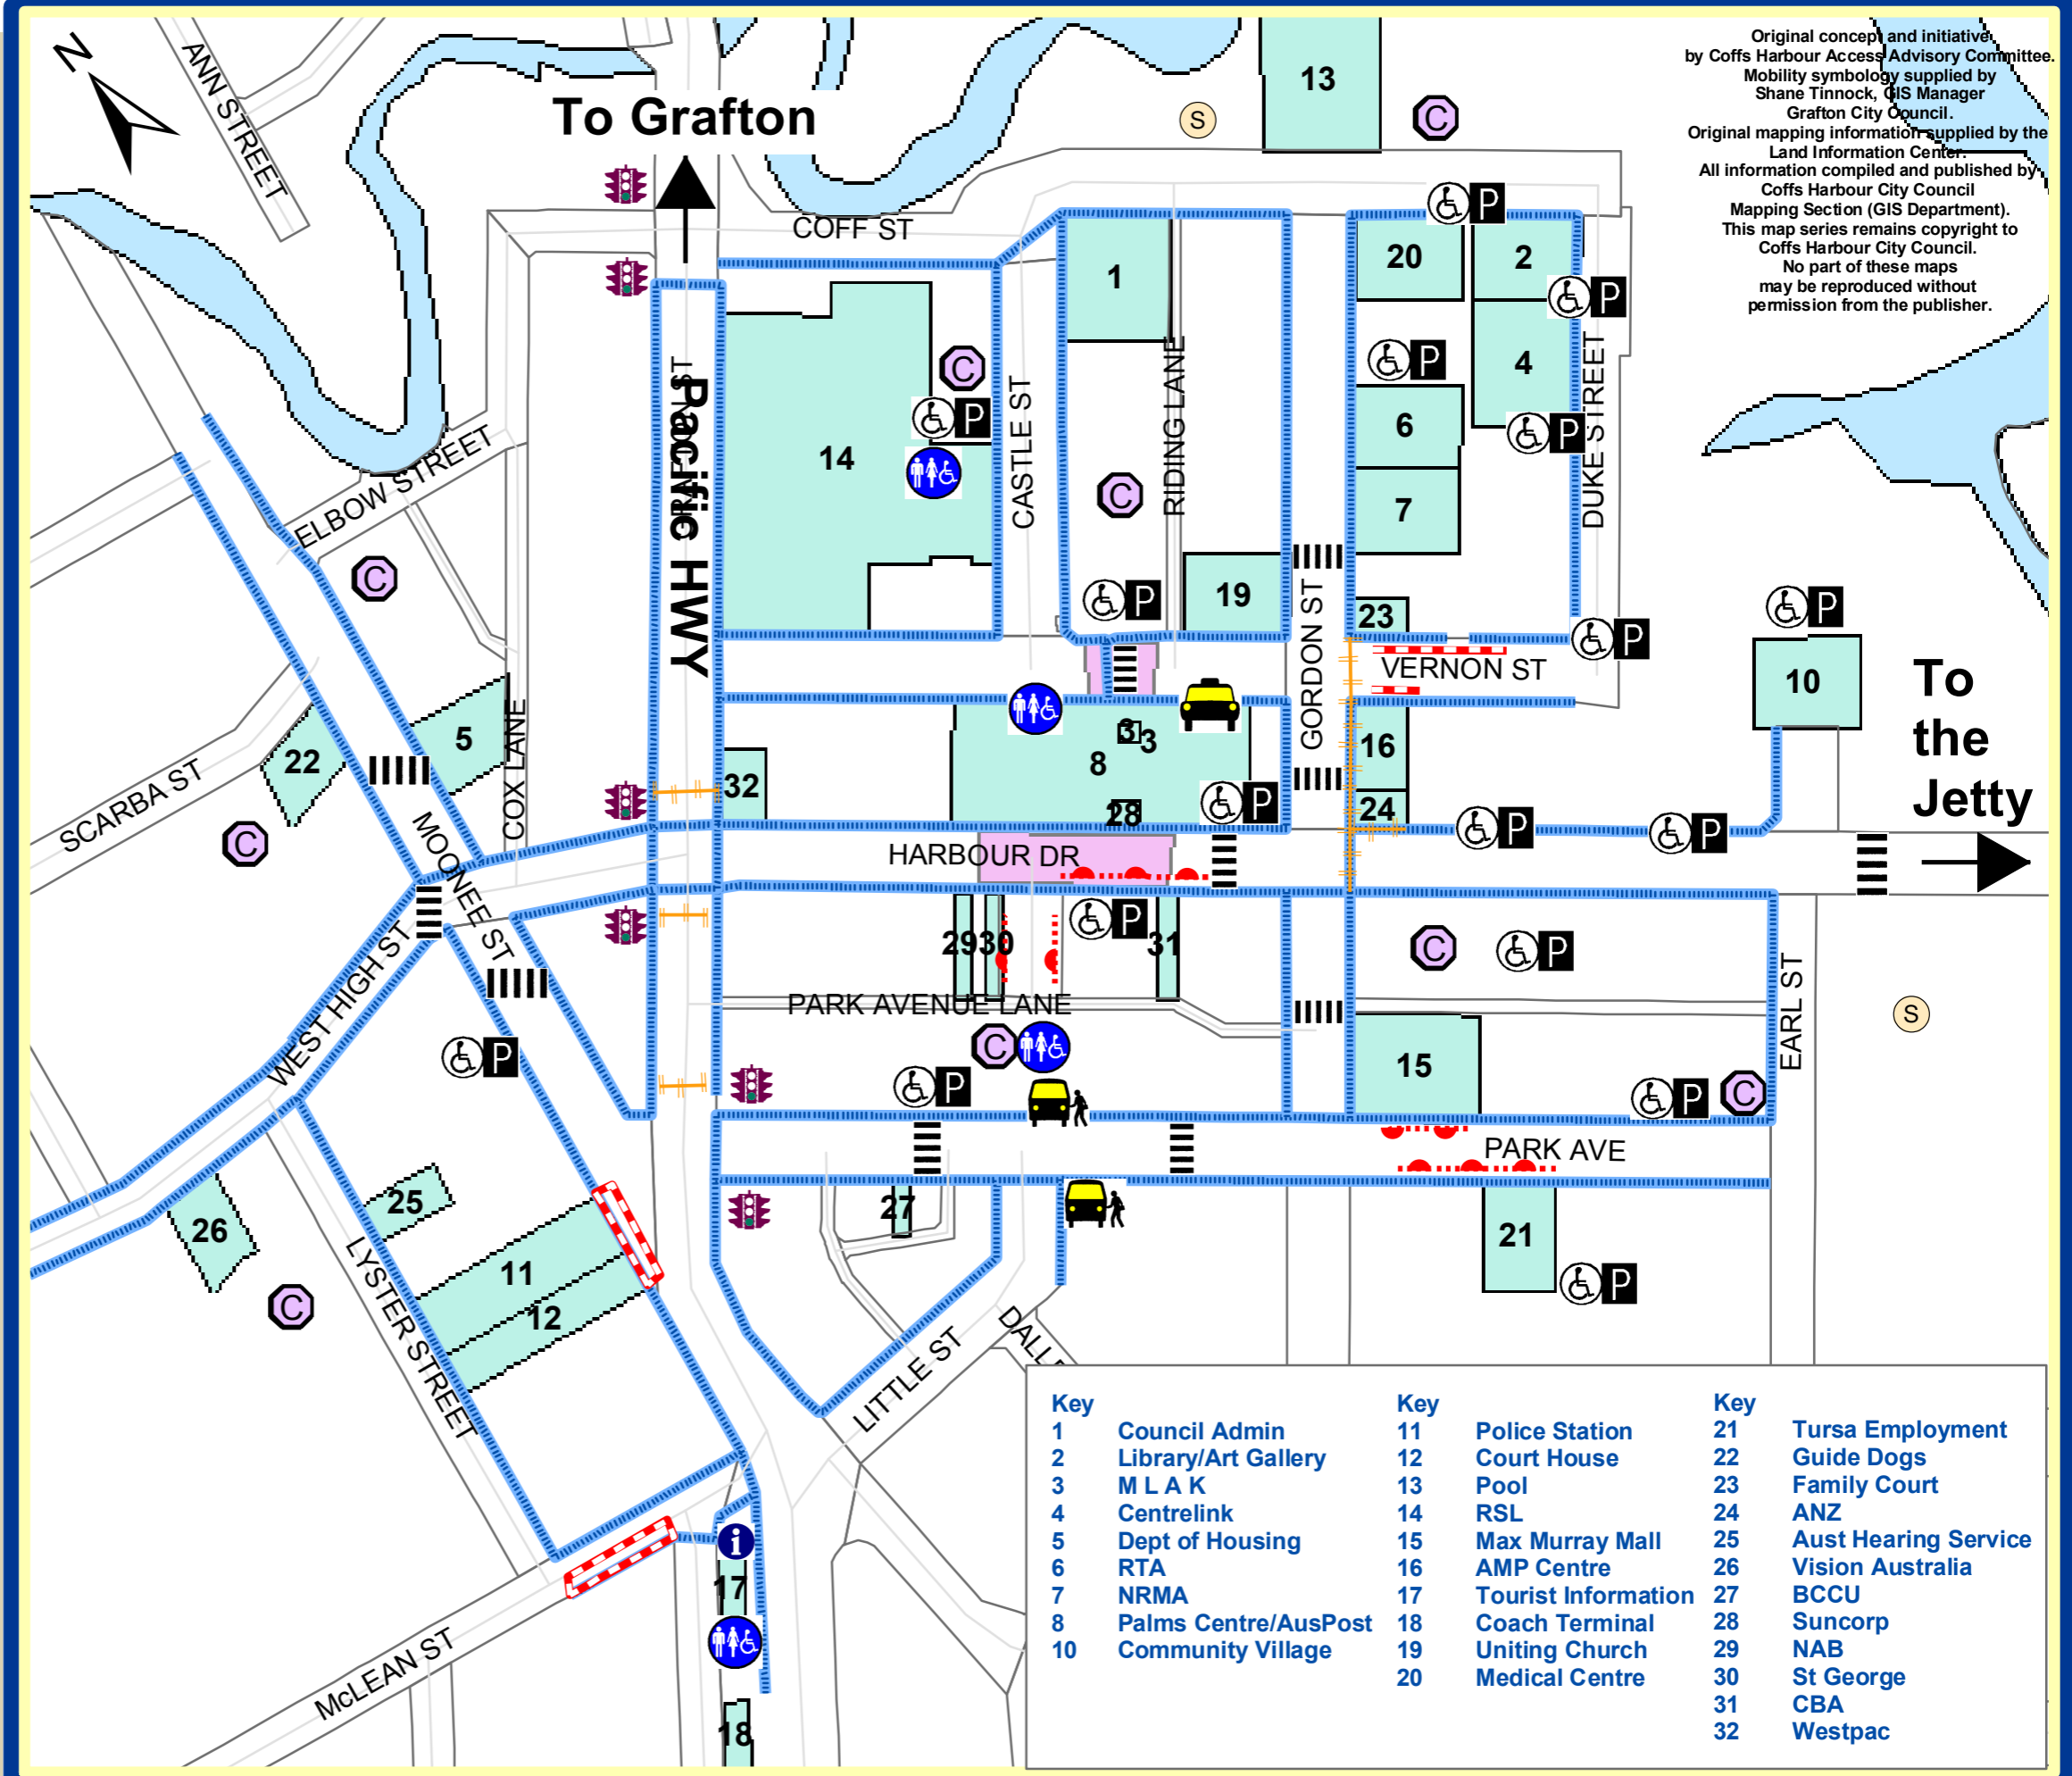 N
ANN STREET
To Grafton
13
S
C
Original concept and initiative
by Coffs Harbour Access Advisory Committee.
Mobility symbology supplied by
Shane Tinnock, GIS Manager
Grafton City Council.
Original mapping information supplied by the
Land Information Center.
All information compiled and published by
Coffs Harbour City Council
Mapping Section (GIS Department).
This map series remains copyright to
Coffs Harbour City Council.
No part of these maps
may be reproduced without
permission from the publisher.
COFF ST
P
1
20
2
P
P
4
C
P
14
CASTLE ST
RIDING LANE
6
P
DUKE STREET
GRAFTON ST
Pacific HWY
ELBOW STREET
C
7
C
P
19
GORDON ST
23
P
P
VERNON ST
10
To
the
Jetty
22
5
COX LANE
SCARBA ST
C
MOONEE ST
32
3
3
8
28
P
16
24
P
P
HARBOUR DR
29
30
P
31
C
P
WEST HIGH ST
PARK AVENUE LANE
EARL ST
S
P
C
P
15
P
C
PARK AVE
25
26
27
21
P
C
11
12
LYSTER STREET
LITTLE ST
McLEAN ST
i
17
18
Key
1 Council Admin
2 Library/Art Gallery
3 M L A K
4 Centrelink
5 Dept of Housing
6 RTA
7 NRMA
8 Palms Centre/AusPost
10 Community Village
Key
11 Police Station
12 Court House
13 Pool
14 RSL
15 Max Murray Mall
16 AMP Centre
17 Tourist Information
18 Coach Terminal
19 Uniting Church
20 Medical Centre
Key
21 Tursa Employment
22 Guide Dogs
23 Family Court
24 ANZ
25 Aust Hearing Service
26 Vision Australia
27 BCCU
28 Suncorp
29 NAB
30 St George
31 CBA
32 Westpac